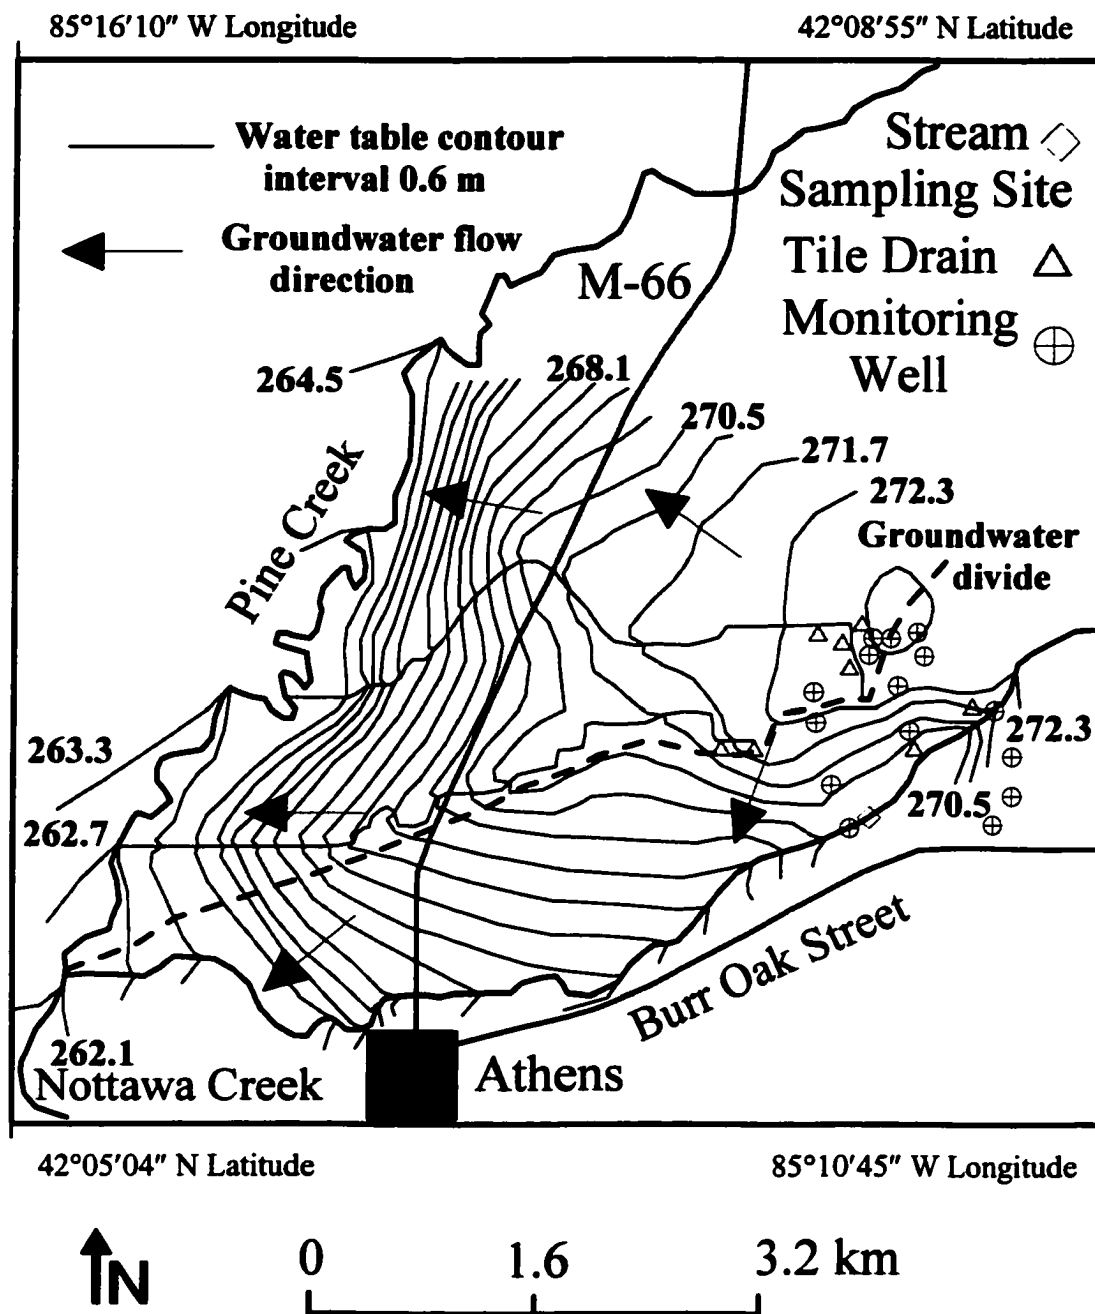 85°16′10″ W Longitude
42°08′55″ N Latitude
Water table contour
interval 0.6 m
Groundwater flow
direction
Stream
Sampling Site
Tile Drain
Monitoring
Well
M-66
264.5
268.1
270.5
271.7
272.3
Groundwater
divide
Pine Creek
263.3
262.7
272.3
270.5
Burr Oak Street
262.1
Nottawa Creek
Athens
42°05′04″ N Latitude
85°10′45″ W Longitude
N
0 1.6 3.2 km